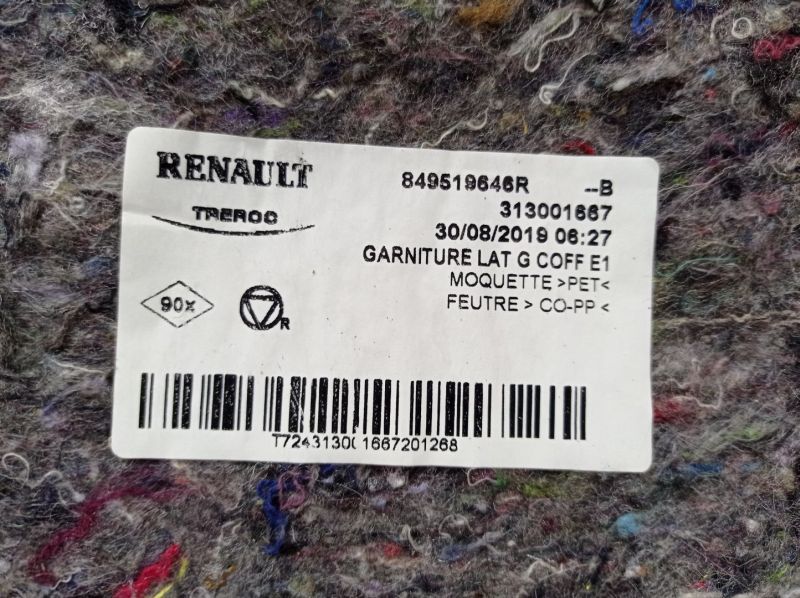 RENAULT
TREROC
849519646R --B
313001667
30/08/2019 06:27
GARNITURE LAT G COFF E1
MOQUETTE >PET<
FEUTRE > CO-PP <
90x
R
T7243130( 1667201268